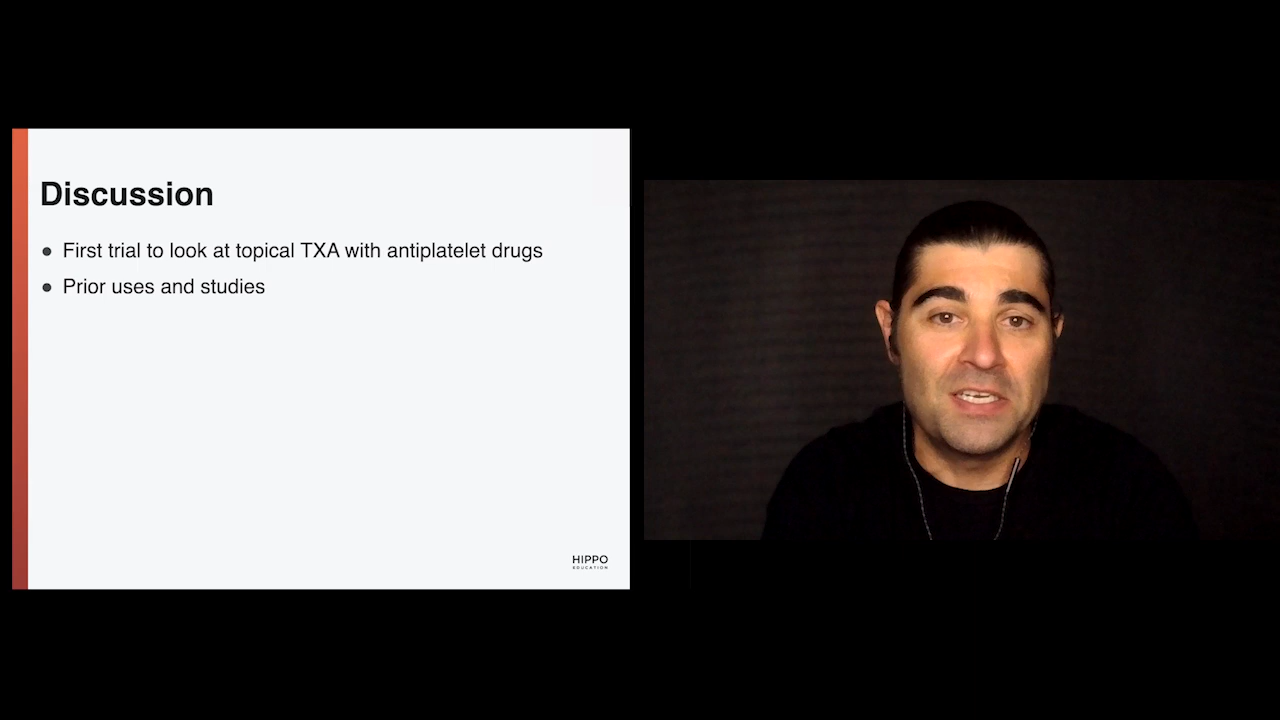 Discussion
● First trial to look at topical TXA with antiplatelet drugs
● Prior uses and studies
HIPPO
EDUCATION